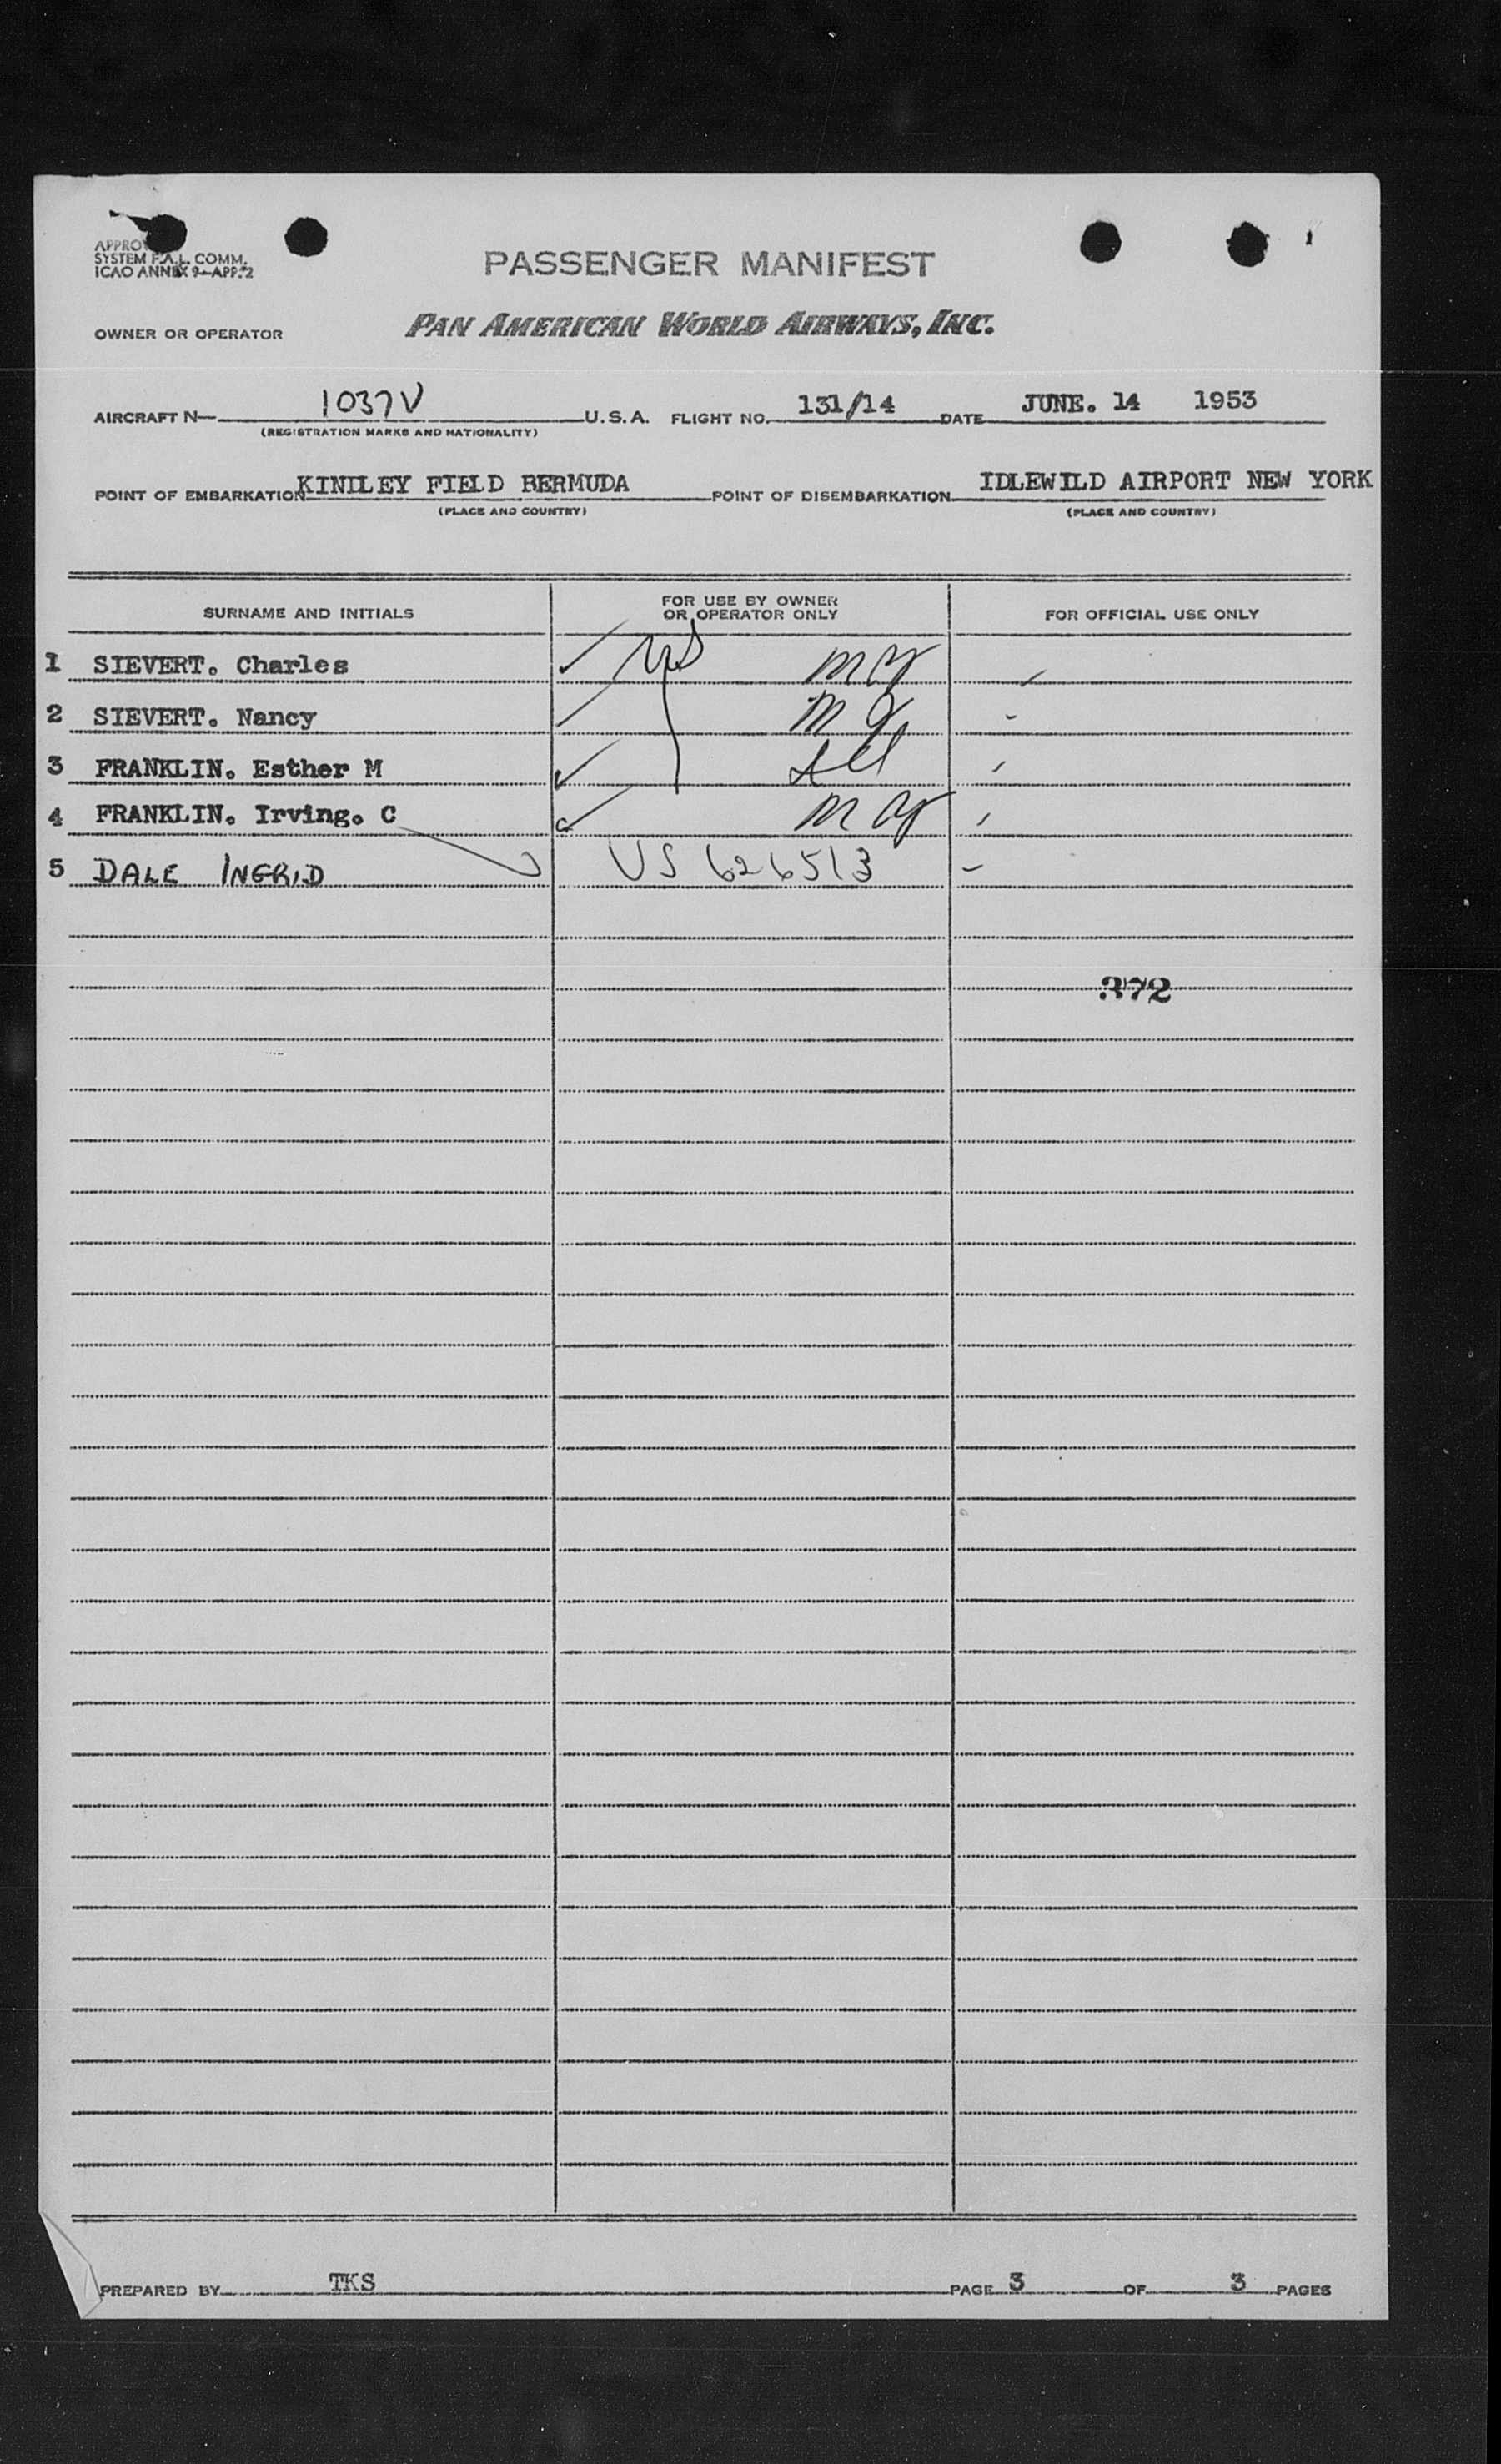 APPRO
SYSTEM F.A.L. COMM.
ICAO ANNEX 9-APP. 2
PASSENGER MANIFEST
OWNER OR OPERATOR PAN AMERICAN WORLD AIRWAYS, INC.
AIRCRAFT N— 1037V U.S.A. FLIGHT NO. 131/14 DATE JUNE. 14 1953
(REGISTRATION MARKS AND NATIONALITY)
POINT OF EMBARKATION KINDLEY FIELD BERMUDA POINT OF DISEMBARKATION IDLEWILD AIRPORT NEW YORK
(PLACE AND COUNTRY) (PLACE AND COUNTRY)
SURNAME AND INITIALS FOR USE BY OWNER OR OPERATOR ONLY FOR OFFICIAL USE ONLY
1 SIEVERT. Charles ✓ US
2 SIEVERT. Nancy
3 FRANKLIN. Esther M ✓
4 FRANKLIN. Irving. C ✓
5 DALE INGRID US 626513
372
PREPARED BY TKS PAGE 3 OF 3 PAGES